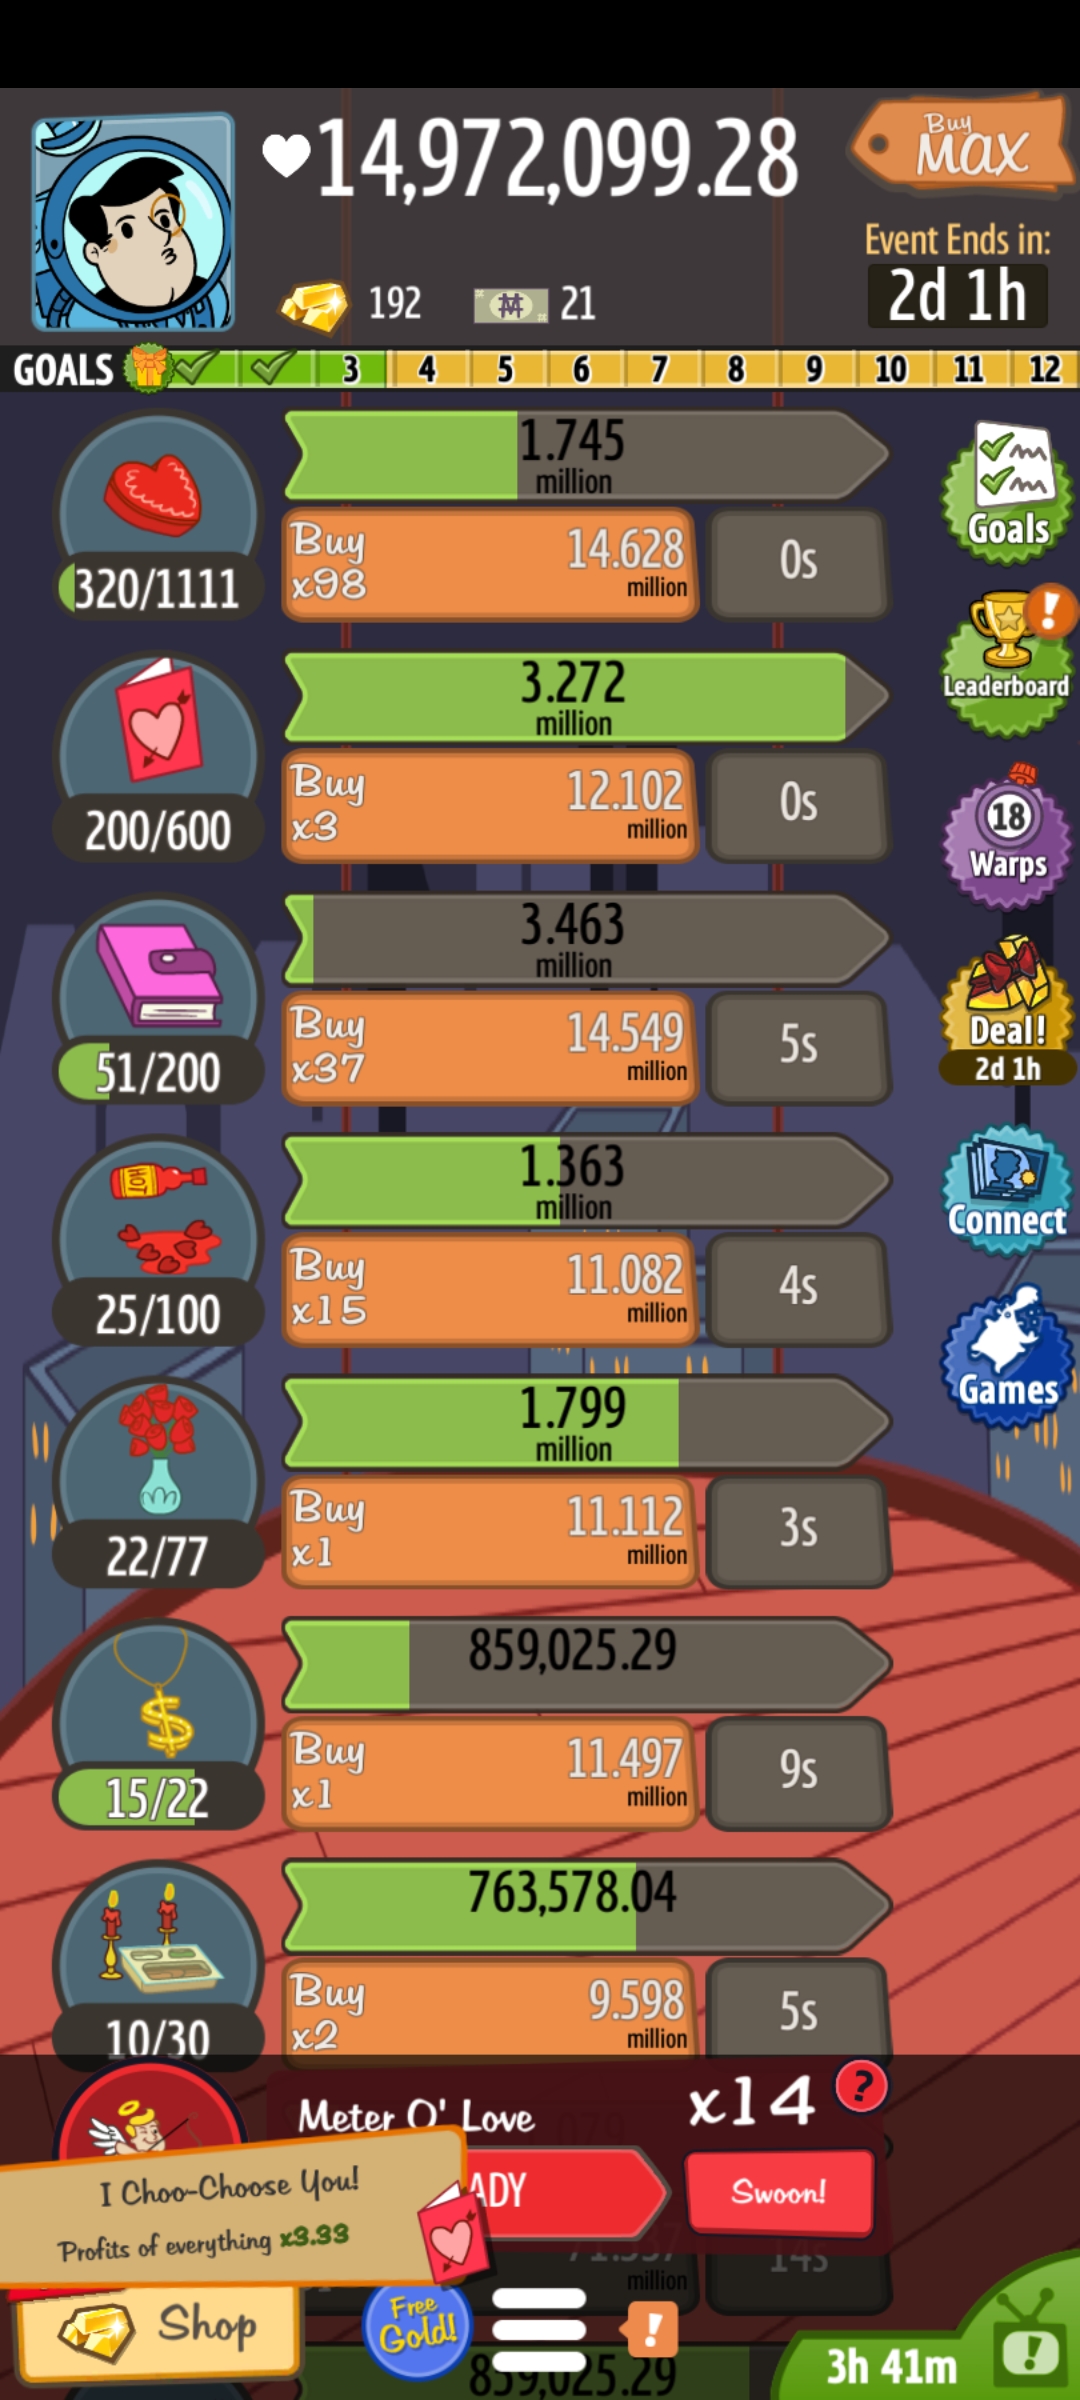 14,972,099.28
Buy
MAX
Event Ends in:
2d 1h
192
21
GOALS
3
4
5
6
7
8
9
10
11
12
1.745
million
Buy
x98
14.628
million
0s
320/1111
Goals
Leaderboard
!
3.272
million
Buy
x3
12.102
million
0s
200/600
18
Warps
3.463
million
Buy
x37
14.549
million
5s
51/200
Deal!
2d 1h
HOT
1.363
million
Buy
x15
11.082
million
4s
25/100
Connect
1.799
million
Buy
x1
11.112
million
3s
22/77
Games
$
859,025.29
Buy
x1
11.497
million
9s
15/22
763,578.04
Buy
x2
9.598
million
5s
10/30
Meter O' Love
x14
?
ADY
Swoon!
I Choo-Choose You!
Profits of everything x3.33
million
14s
Shop
Free
Gold!
!
859,025.29
3h 41m
!